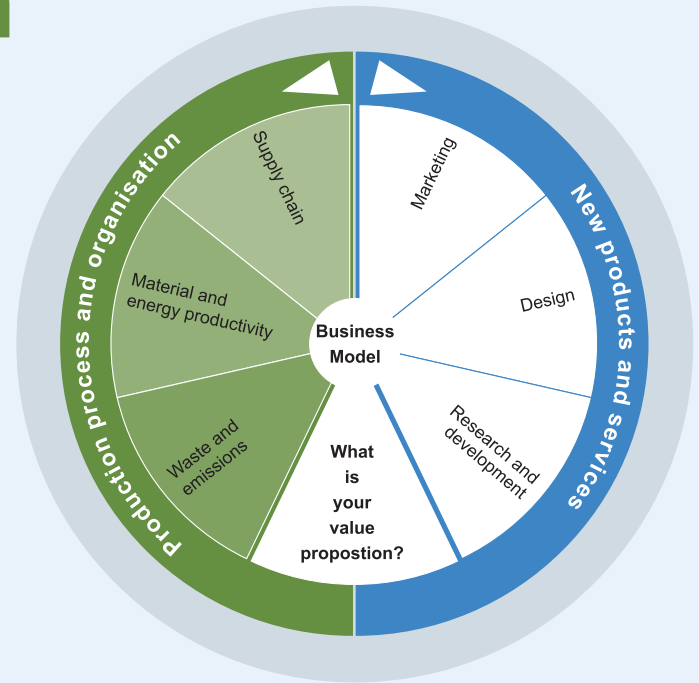 Production process and organisation
New products and services
Supply chain
Marketing
Material and
energy productivity
Design
Business
Model
Waste and
emissions
Research and
development
What
is
your
value
propostion?